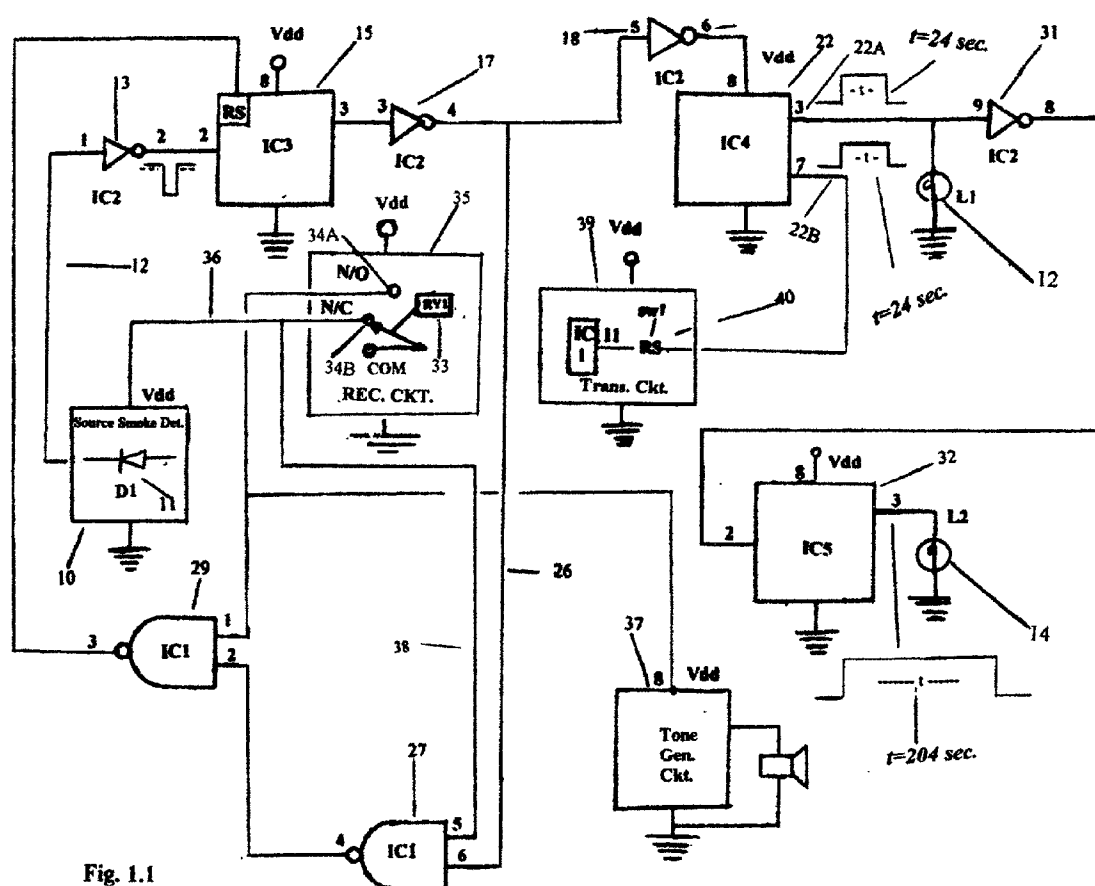 15
18
5
6
t=24 sec.
31
Vdd
17
IC2
Vdd
22
22A
13
8
8
3
-t-
RS
3
3
4
9
8
1
2
2
IC3
IC2
IC4
IC2
7
-t-
IC2
L1
Vdd
35
39
Vdd
22B
34A
12
36
N/O
12
40
t=24 sec.
N/C
RY1
SW1
IC
1
11
RS
34B
COM
33
Trans. Ckt.
REC. CKT.
Vdd
Source Smoke Det.
Vdd
32
8
D1
11
3
L2
2
IC5
10
29
26
14
1
37
3
IC1
38
8
Vdd
2
t
Tone
Gen.
Ckt.
t=204 sec.
27
5
4
IC1
6
Fig. 1.1